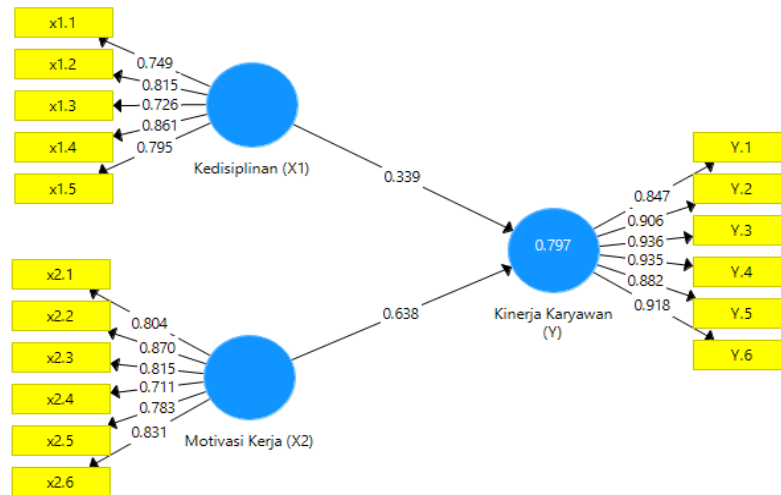 x1.1
0.749
x1.2
0.815
x1.3
0.726
x1.4
0.861
x1.5
0.795
Kedisiplinan (X1)
0.339
x2.1
0.804
x2.2
0.870
x2.3
0.815
x2.4
0.711
x2.5
0.783
x2.6
0.831
Motivasi Kerja (X2)
0.638
0.797
Kinerja Karyawan
(Y)
Y.1
0.847
Y.2
0.906
Y.3
0.936
Y.4
0.935
Y.5
0.882
Y.6
0.918